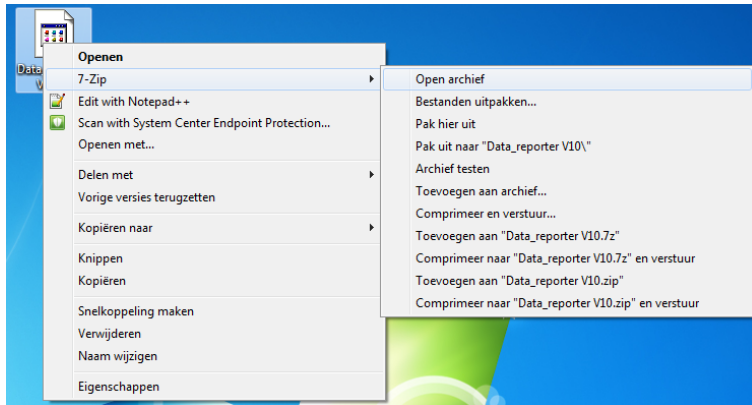 Data
V
Openen
7-Zip
Edit with Notepad++
Scan with System Center Endpoint Protection...
Openen met...
Delen met
Vorige versies terugzetten
Kopiëren naar
Knippen
Kopiëren
Snelkoppeling maken
Verwijderen
Naam wijzigen
Eigenschappen
Open archief
Bestanden uitpakken...
Pak hier uit
Pak uit naar "Data_reporter V10\"
Archief testen
Toevoegen aan archief...
Comprimeer en verstuur...
Toevoegen aan "Data_reporter V10.7z"
Comprimeer naar "Data_reporter V10.7z" en verstuur
Toevoegen aan "Data_reporter V10.zip"
Comprimeer naar "Data_reporter V10.zip" en verstuur